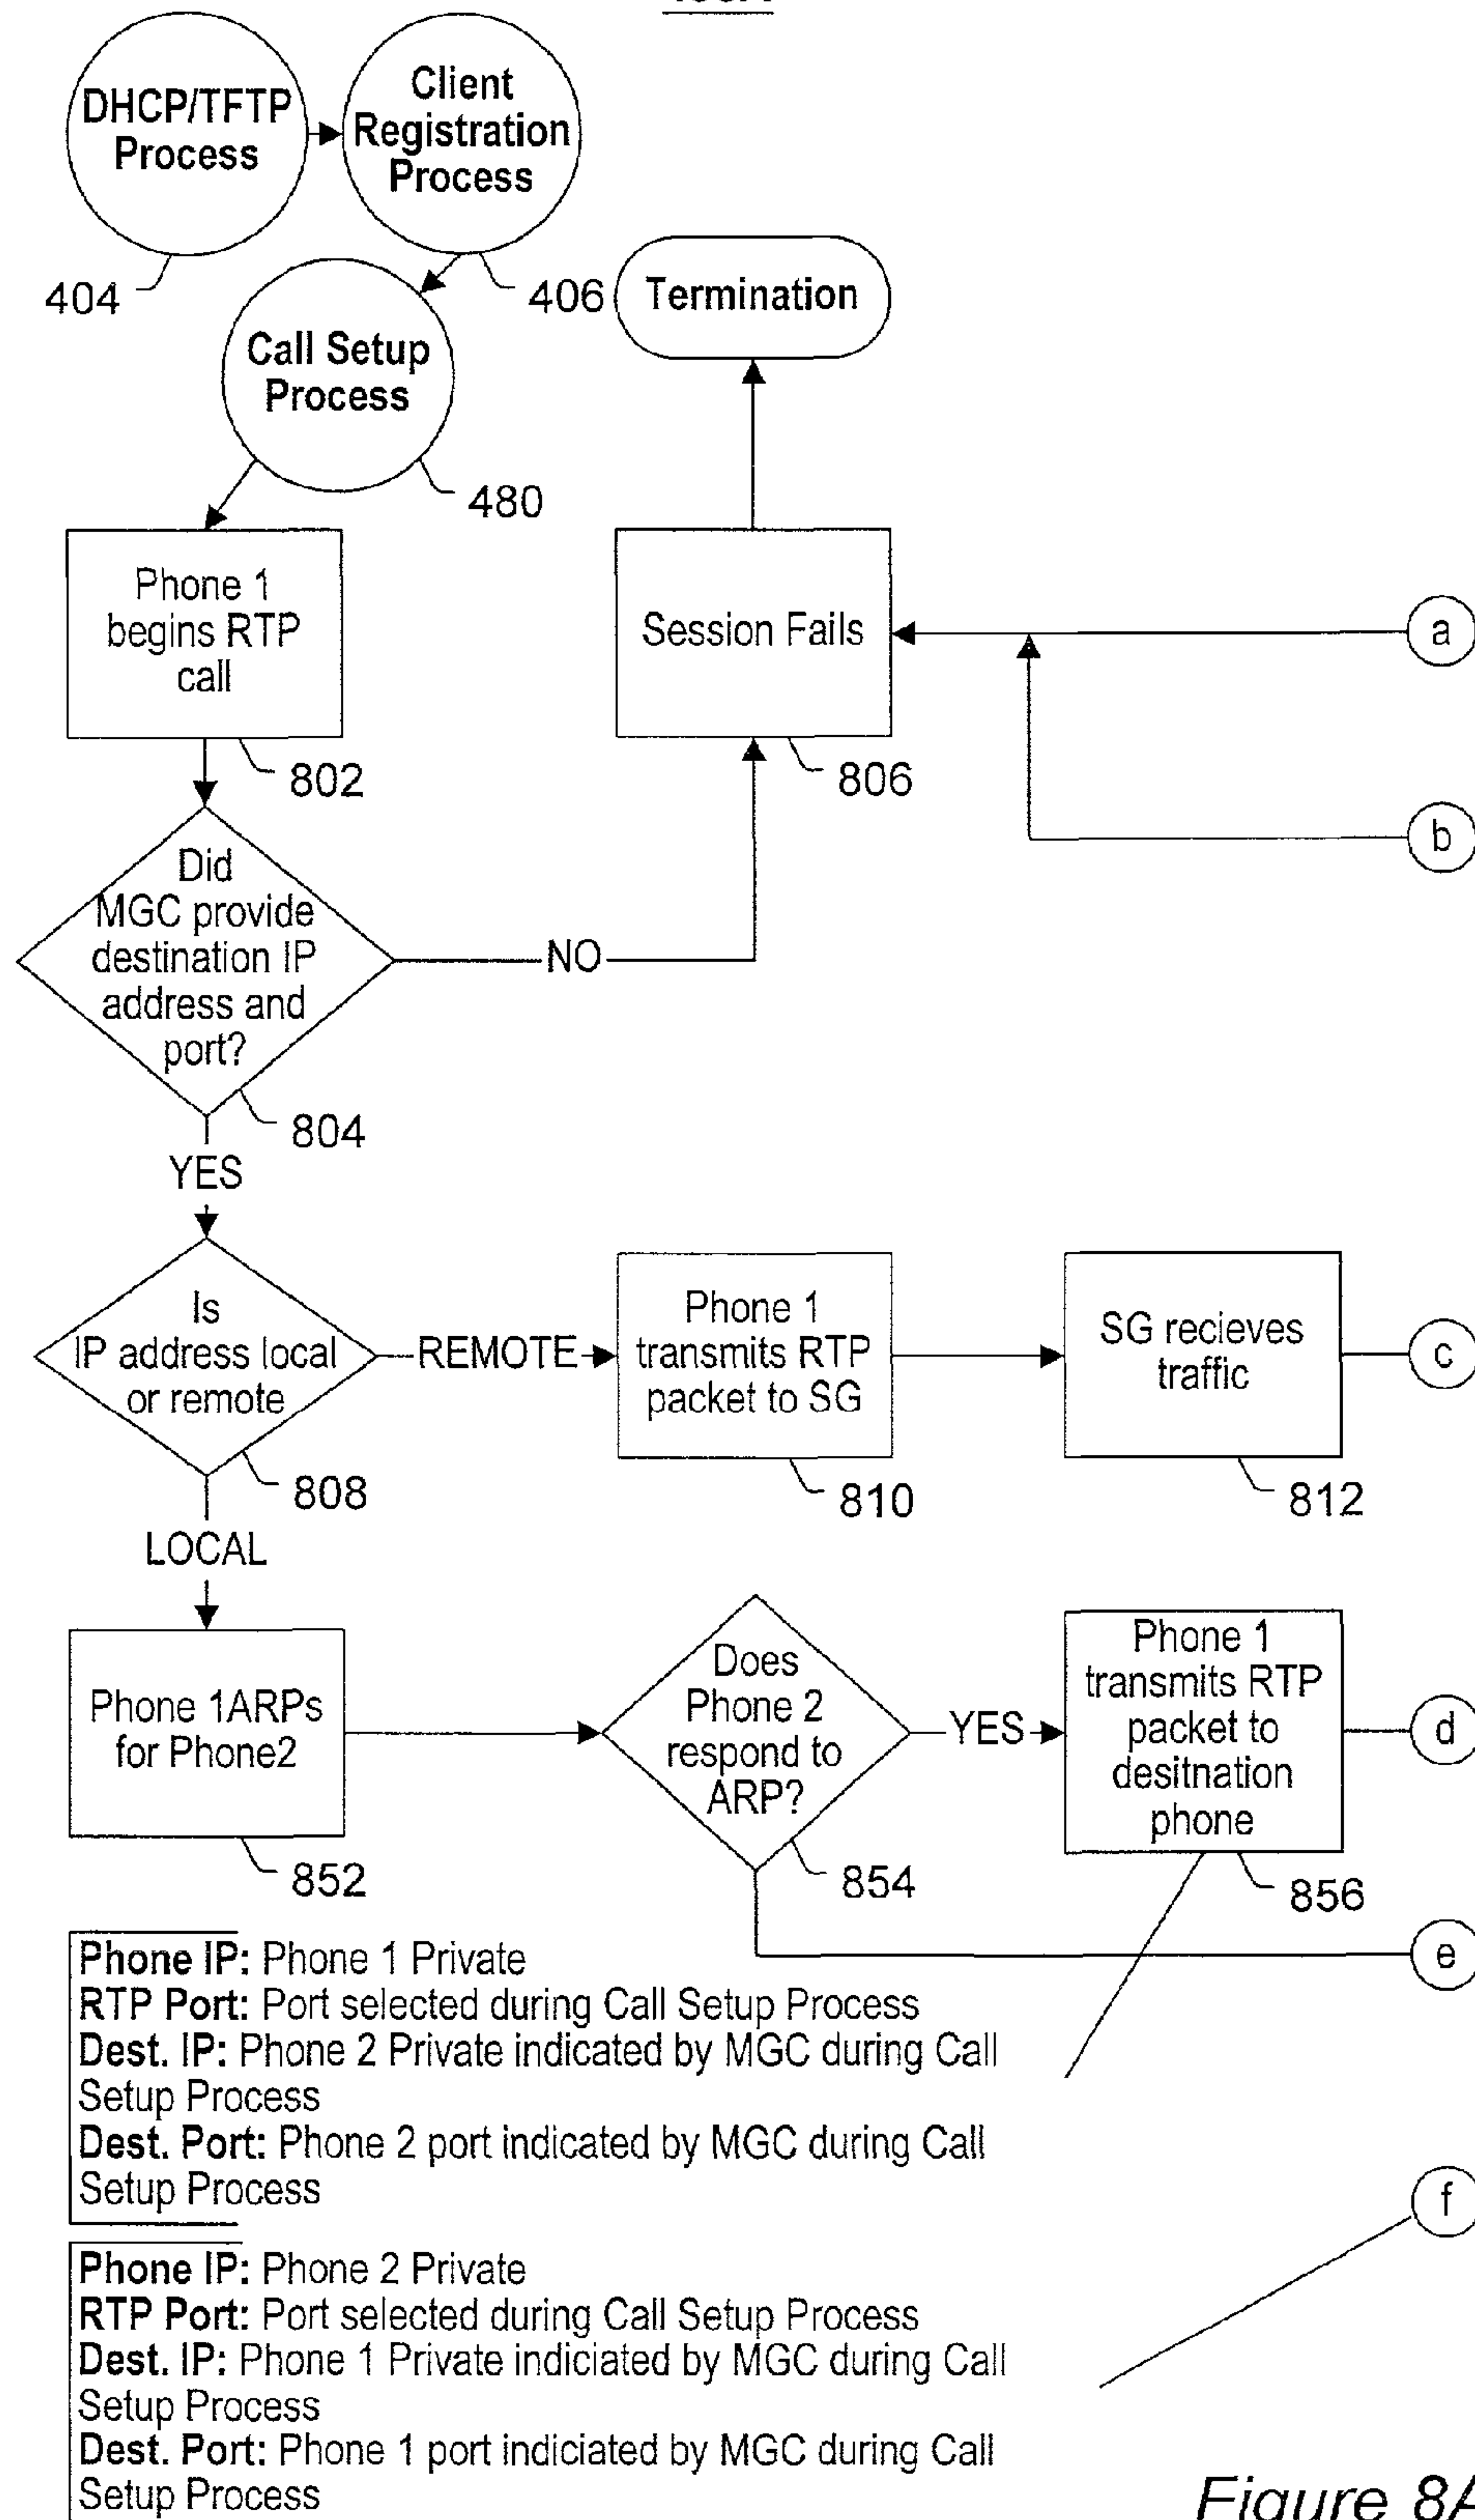 DHCP/TFTP
Process
404
Client
Registration
Process
406
Call Setup
Process
480
Termination
Phone 1
begins RTP
call
802
Session Fails
806
a
b
Did
MGC provide
destination IP
address and
port?
804
NO
YES
Is
IP address local
or remote
808
REMOTE
Phone 1
transmits RTP
packet to SG
810
SG recieves
traffic
812
c
LOCAL
Phone 1ARPs
for Phone2
852
Does
Phone 2
respond to
ARP?
854
YES
Phone 1
transmits RTP
packet to
desitnation
phone
856
d
e
Phone IP: Phone 1 Private
RTP Port: Port selected during Call Setup Process
Dest. IP: Phone 2 Private indicated by MGC during Call
Setup Process
Dest. Port: Phone 2 port indicated by MGC during Call
Setup Process
f
Phone IP: Phone 2 Private
RTP Port: Port selected during Call Setup Process
Dest. IP: Phone 1 Private indiciated by MGC during Call
Setup Process
Dest. Port: Phone 1 port indiciated by MGC during Call
Setup Process
Figure 8A